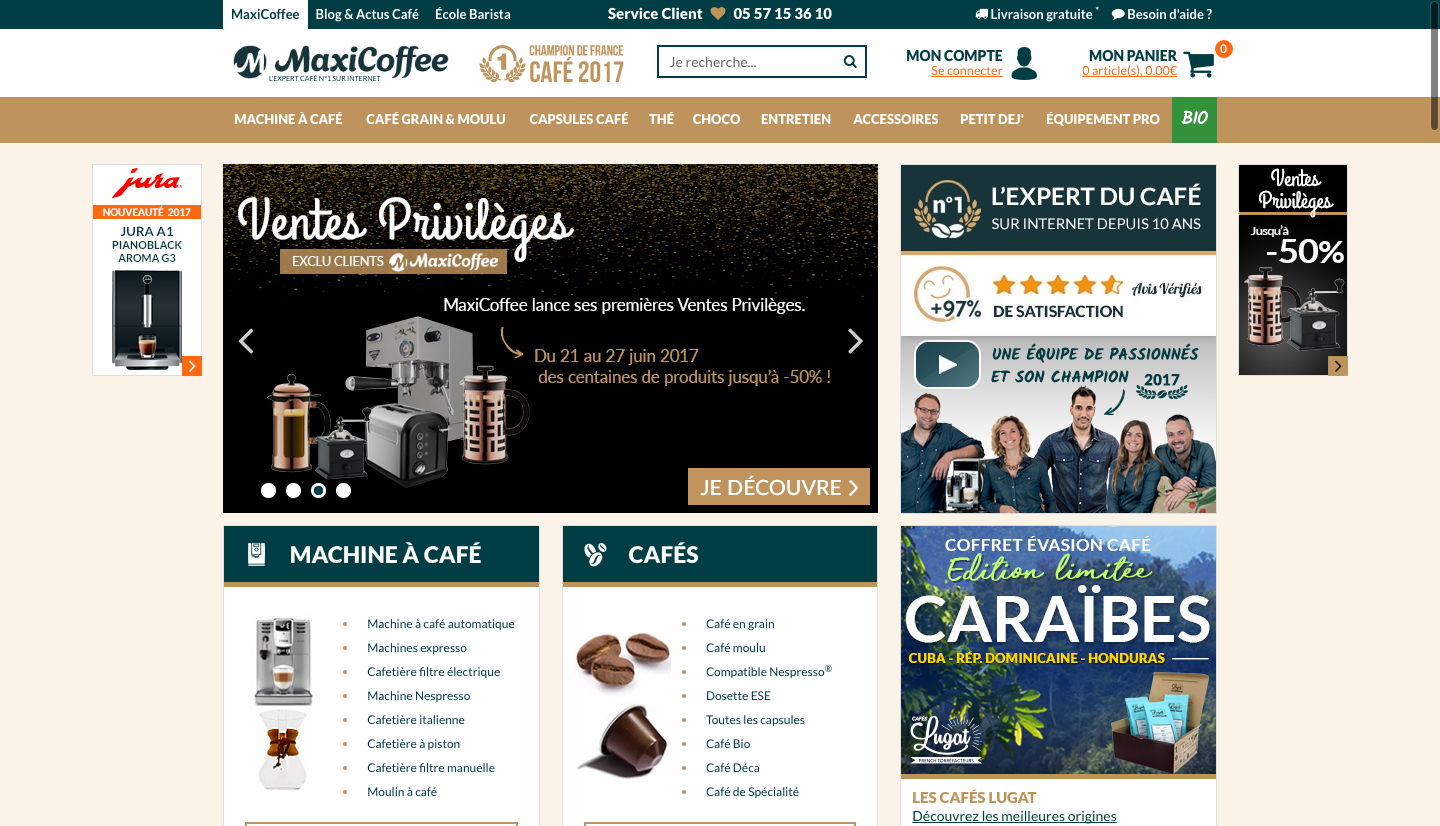 MaxiCoffee Blog & Actus Café École Barista Service Client 05 57 15 36 10 Livraison gratuite * Besoin d'aide ?
MaxiCoffee
L'EXPERT CAFÉ N°1 SUR INTERNET
1
CHAMPION DE FRANCE
CAFÉ 2017
Je recherche...
MON COMPTE
Se connecter
MON PANIER
0 article(s), 0.00€
0
MACHINE À CAFÉ CAFÉ GRAIN & MOULU CAPSULES CAFÉ THÉ CHOCO ENTRETIEN ACCESSOIRES PETIT DEJ' ÉQUIPEMENT PRO BIO
jura
NOUVEAUTÉ 2017
JURA A1
PIANOBLACK
AROMA G3
Ventes Privilèges
EXCLU CLIENTS MaxiCoffee
MaxiCoffee lance ses premières Ventes Privilèges.
Du 21 au 27 juin 2017
des centaines de produits jusqu'à -50% !
JE DÉCOUVRE
n°1
L'EXPERT DU CAFÉ
SUR INTERNET DEPUIS 10 ANS
+97%
Avis Vérifiés
DE SATISFACTION
UNE ÉQUIPE DE PASSIONNÉS
ET SON CHAMPION 2017
Ventes
Privilèges
Jusqu'à
-50%
MACHINE À CAFÉ
Machine à café automatique
Machines expresso
Cafetière filtre électrique
Machine Nespresso
Cafetière italienne
Cafetière à piston
Cafetière filtre manuelle
Moulin à café
CAFÉS
Café en grain
Café moulu
Compatible Nespresso®
Dosette ESE
Toutes les capsules
Café Bio
Café Déca
Café de Spécialité
COFFRET ÉVASION CAFÉ
Edition limitée
CARAÏBES
CUBA - RÉP. DOMINICAINE - HONDURAS
CAFÉS
Lugat
FRENCH TORRÉFACTEURS
LES CAFÉS LUGAT
Découvrez les meilleures origines